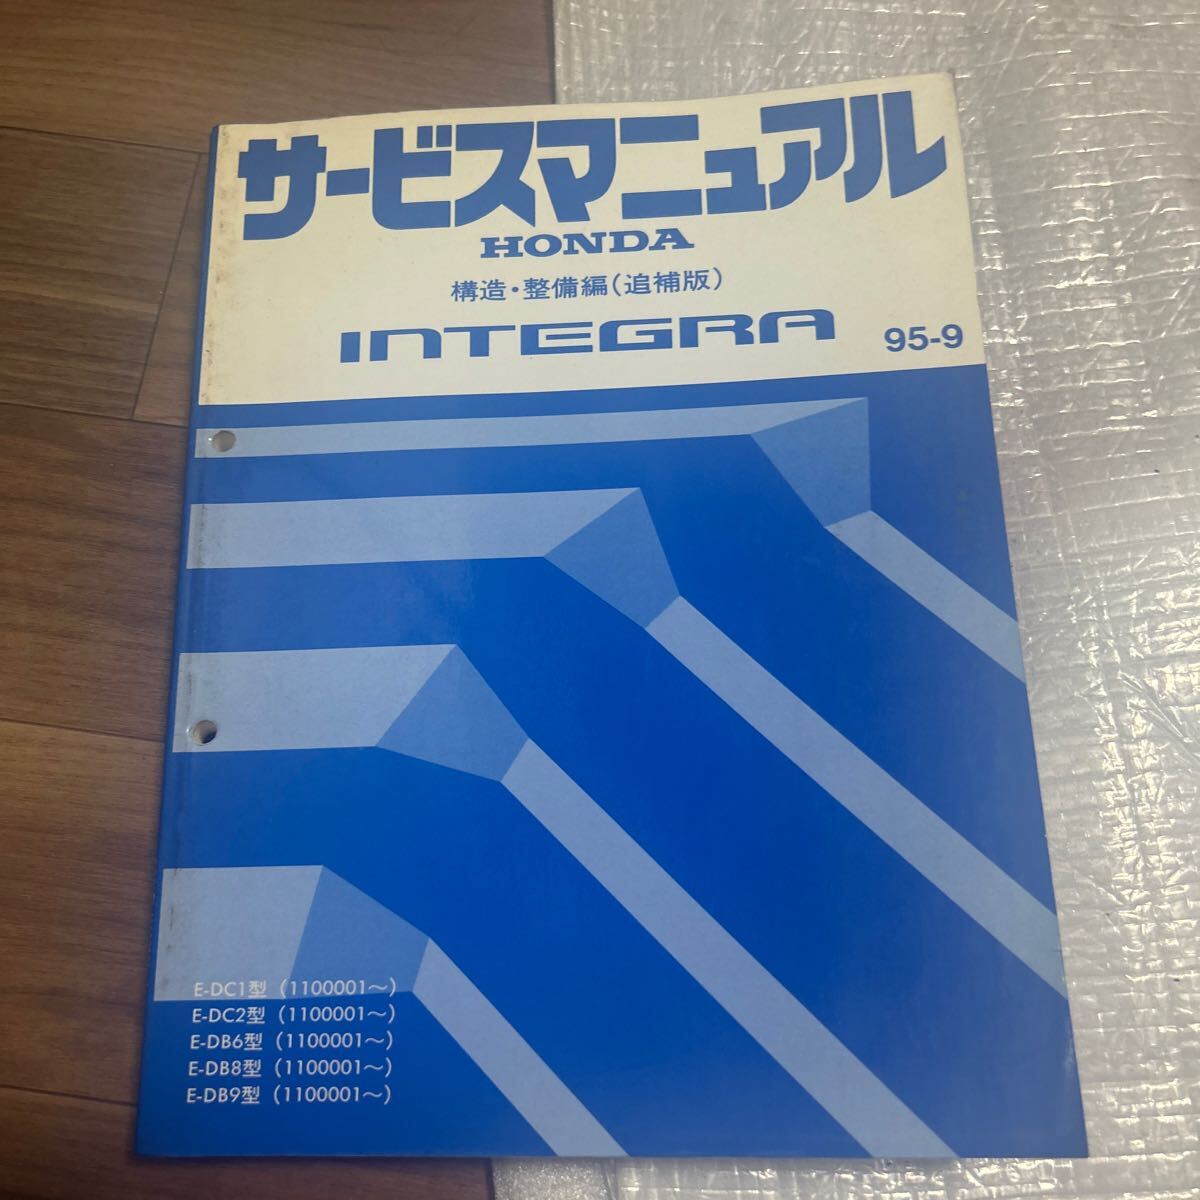 サービスマニュアル
HONDA
構造・整備編（追補版）
INTEGRA 95-9
E-DC1型（1100001～）
E-DC2型（1100001～）
E-DB6型（1100001～）
E-DB8型（1100001～）
E-DB9型（1100001～）